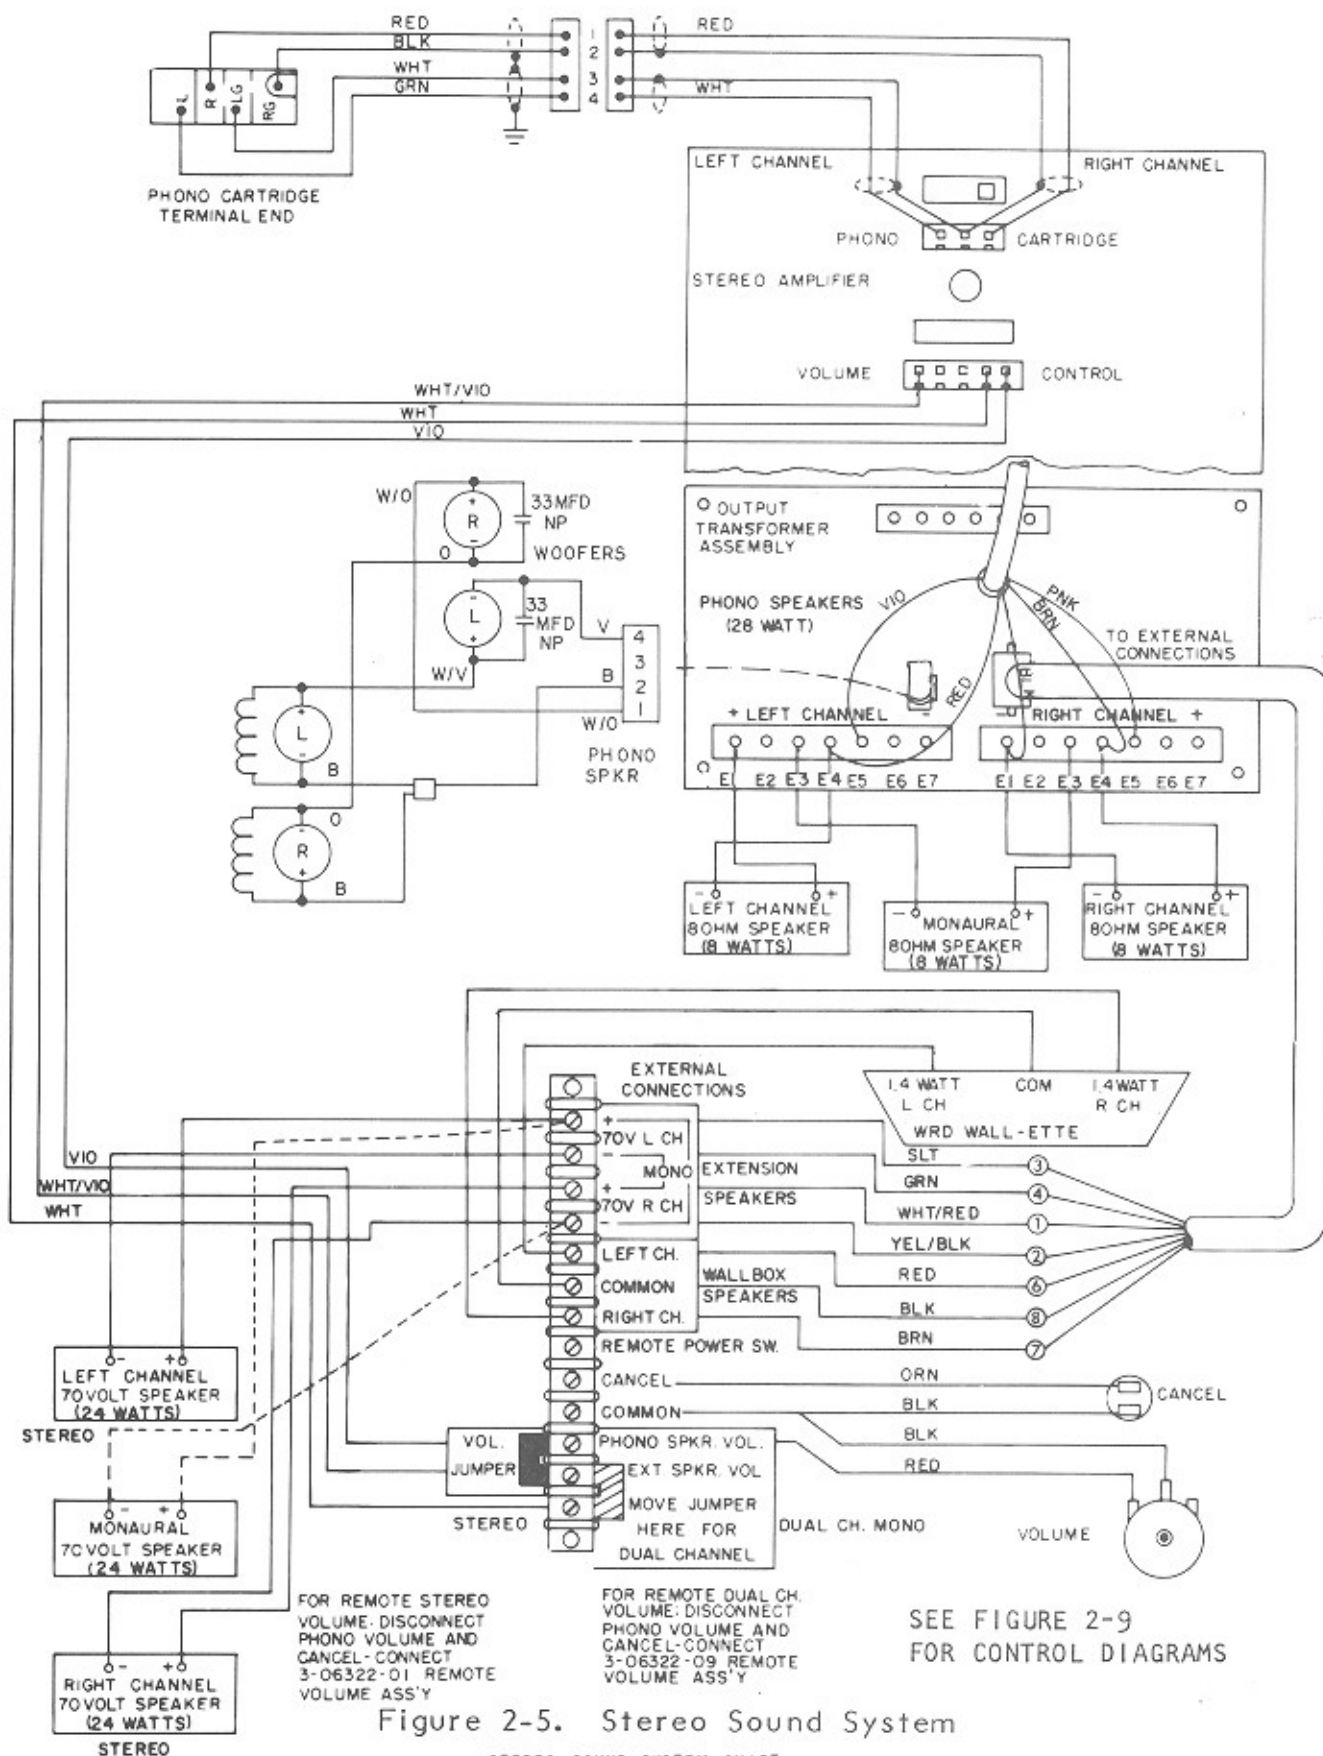 RED
BLK
WHT
GRN
1
2
3
4
RED
WHT
L
R
LG
RG
PHONO CARTRIDGE
TERMINAL END
LEFT CHANNEL
RIGHT CHANNEL
PHONO
CARTRIDGE
STEREO AMPLIFIER
VOLUME
CONTROL
WHT/VIO
WHT
VIO
W/O
+
R
-
33MFD
NP
O
WOOFERS
-
L
+
33
MFD
NP
W/V
V
B
W/O
4
3
2
1
PHONO
SPKR
+
L
-
B
O
-
R
+
B
OUTPUT
TRANSFORMER
ASSEMBLY
PHONO SPEAKERS
(28 WATT)
VIO
RED
PNK
BRN
TO EXTERNAL
CONNECTIONS
+ LEFT CHANNEL -
- RIGHT CHANNEL +
E1 E2 E3 E4 E5 E6 E7
E1 E2 E3 E4 E5 E6 E7
- +
LEFT CHANNEL
8OHM SPEAKER
(8 WATTS)
- +
MONAURAL
8OHM SPEAKER
(8 WATTS)
- +
RIGHT CHANNEL
8OHM SPEAKER
(8 WATTS)
EXTERNAL
CONNECTIONS
1.4 WATT
L CH
COM
1.4 WATT
R CH
WRD WALL-ETTE
+
70V L CH
-
MONO
+
70V R CH
-
EXTENSION
SPEAKERS
LEFT CH.
COMMON
RIGHT CH.
WALLBOX
SPEAKERS
REMOTE POWER SW.
CANCEL
COMMON
SLT
3
GRN
4
WHT/RED
1
YEL/BLK
2
RED
6
BLK
8
BRN
7
ORN
BLK
CANCEL
BLK
RED
VOLUME
VIO
WHT/VIO
WHT
VOL.
JUMPER
STEREO
PHONO SPKR. VOL.
EXT SPKR. VOL
MOVE JUMPER
HERE FOR
DUAL CHANNEL
DUAL CH. MONO
- +
LEFT CHANNEL
70VOLT SPEAKER
(24 WATTS)
STEREO
- +
MONAURAL
70VOLT SPEAKER
(24 WATTS)
- +
RIGHT CHANNEL
70VOLT SPEAKER
(24 WATTS)
STEREO
FOR REMOTE STEREO
VOLUME: DISCONNECT
PHONO VOLUME AND
CANCEL-CONNECT
3-06322-01 REMOTE
VOLUME ASS'Y
FOR REMOTE DUAL CH.
VOLUME: DISCONNECT
PHONO VOLUME AND
CANCEL-CONNECT
3-06322-09 REMOTE
VOLUME ASS'Y
SEE FIGURE 2-9
FOR CONTROL DIAGRAMS
Figure 2-5. Stereo Sound System